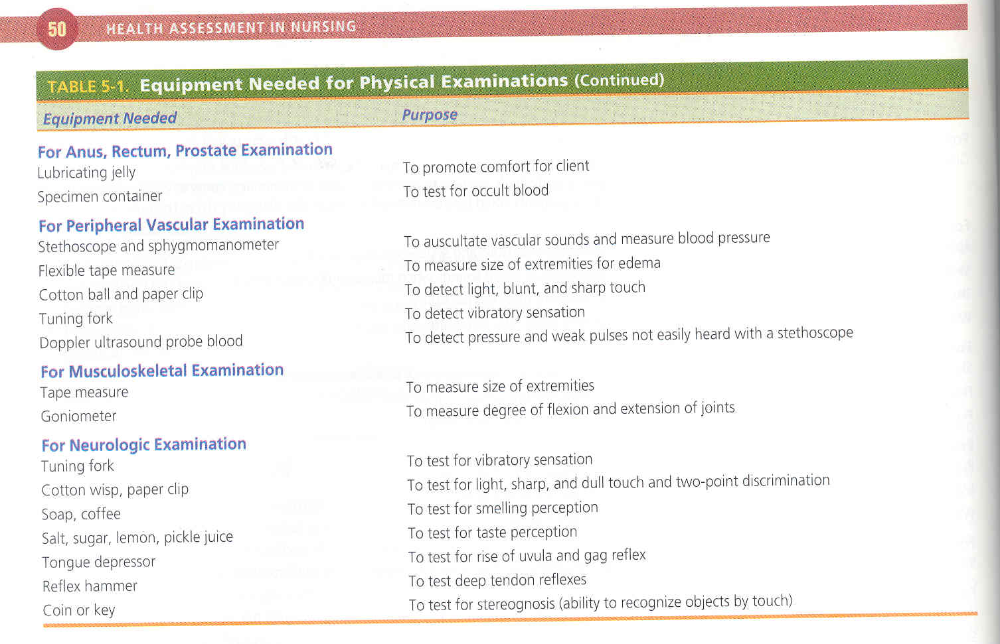 50 HEALTH ASSESSMENT IN NURSING
TABLE 5-1. Equipment Needed for Physical Examinations (Continued)
Equipment Needed Purpose
For Anus, Rectum, Prostate Examination
Lubricating jelly To promote comfort for client
Specimen container To test for occult blood
For Peripheral Vascular Examination
Stethoscope and sphygmomanometer To auscultate vascular sounds and measure blood pressure
Flexible tape measure To measure size of extremities for edema
Cotton ball and paper clip To detect light, blunt, and sharp touch
Tuning fork To detect vibratory sensation
Doppler ultrasound probe blood To detect pressure and weak pulses not easily heard with a stethoscope
For Musculoskeletal Examination
Tape measure To measure size of extremities
Goniometer To measure degree of flexion and extension of joints
For Neurologic Examination
Tuning fork To test for vibratory sensation
Cotton wisp, paper clip To test for light, sharp, and dull touch and two-point discrimination
Soap, coffee To test for smelling perception
Salt, sugar, lemon, pickle juice To test for taste perception
Tongue depressor To test for rise of uvula and gag reflex
Reflex hammer To test deep tendon reflexes
Coin or key To test for stereognosis (ability to recognize objects by touch)